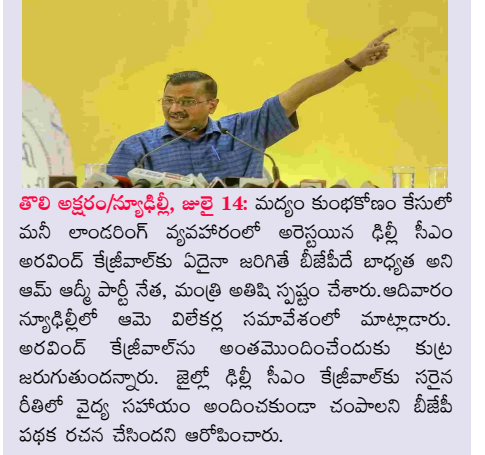 తొలి అక్షరం/న్యూఢిల్లీ, జులై 14: మద్యం కుంభకోణం కేసులో
మనీ లాండరింగ్ వ్యవహారంలో అరెస్టయిన ఢిల్లీ సీఎం
అరవింద్ కేజ్రీవాల్‌కు ఏదైనా జరిగితే బీజేపీదే బాధ్యత అని
ఆమ్ ఆద్మీ పార్టీ నేత, మంత్రి అతిషి స్పష్టం చేశారు.ఆదివారం
న్యూఢిల్లీలో ఆమె విలేకర్ల సమావేశంలో మాట్లాడారు.
అరవింద్ కేజ్రీవాల్‌ను అంతమొందించేందుకు కుట్ర
జరుగుతుందన్నారు. జైల్లో ఢిల్లీ సీఎం కేజ్రీవాల్‌కు సరైన
రీతిలో వైద్య సహాయం అందించకుండా చంపాలని బీజేపీ
పథక రచన చేసిందని ఆరోపించారు.